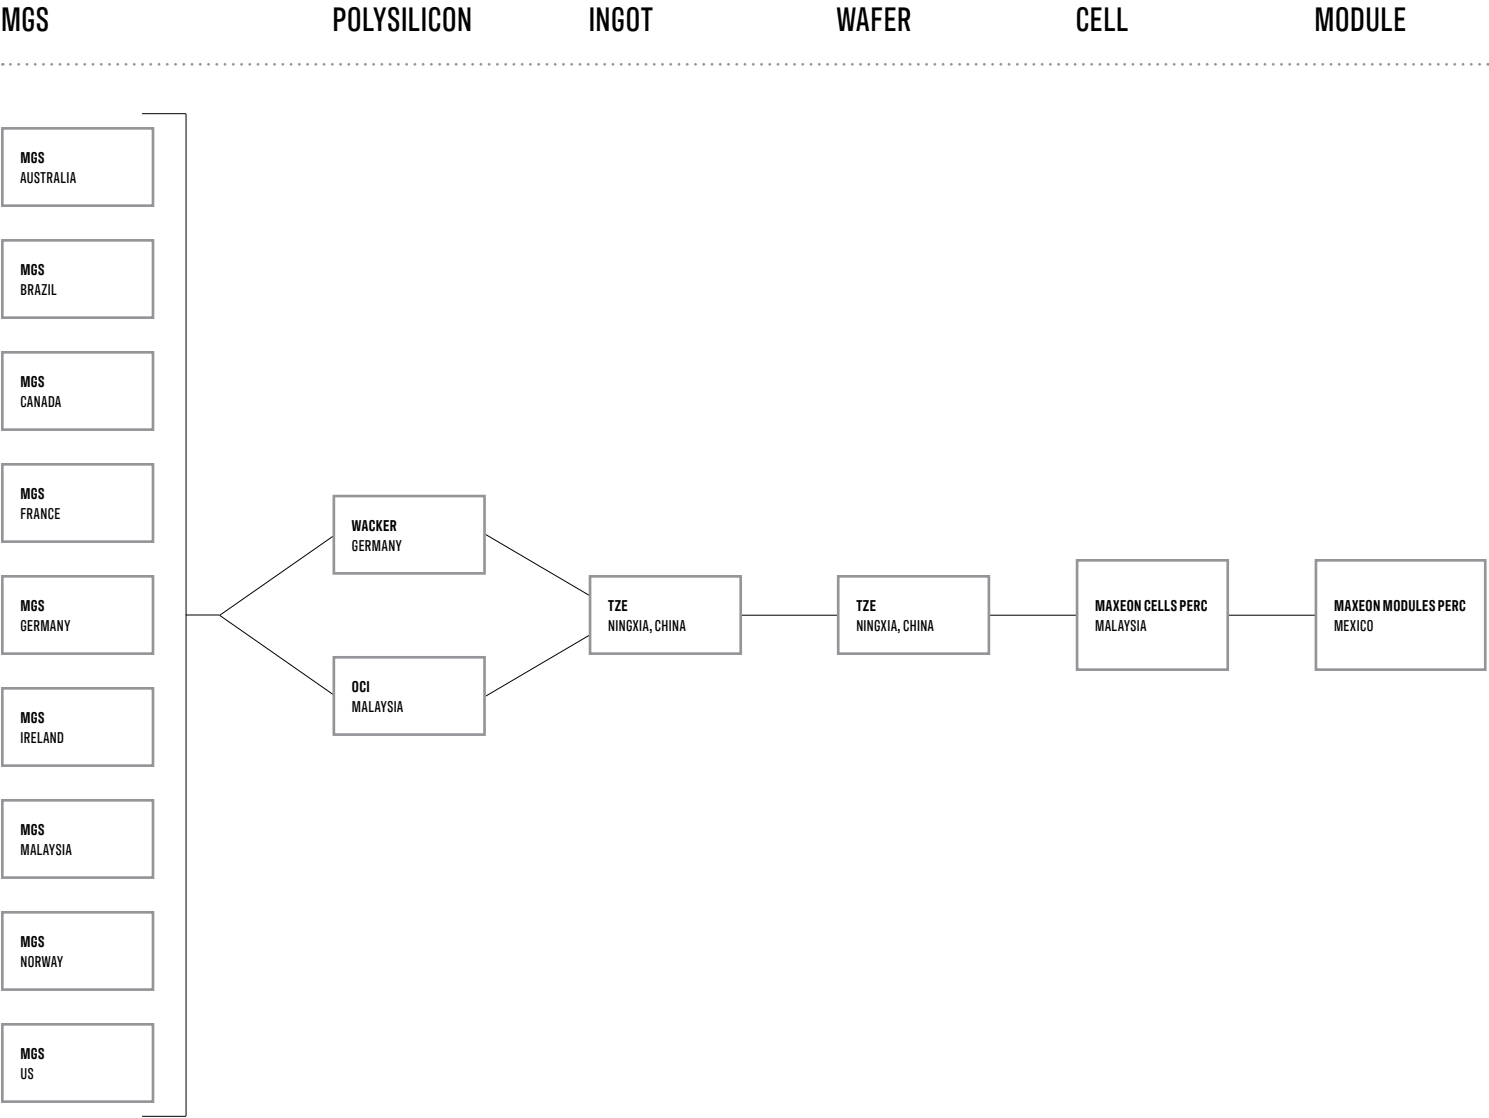 MGS
POLYSILICON
INGOT
WAFER
CELL
MODULE
MGS
AUSTRALIA
MGS
BRAZIL
MGS
CANADA
MGS
FRANCE
MGS
GERMANY
MGS
IRELAND
MGS
MALAYSIA
MGS
NORWAY
MGS
US
WACKER
GERMANY
OCI
MALAYSIA
TZE
NINGXIA, CHINA
TZE
NINGXIA, CHINA
MAXEON CELLS PERC
MALAYSIA
MAXEON MODULES PERC
MEXICO